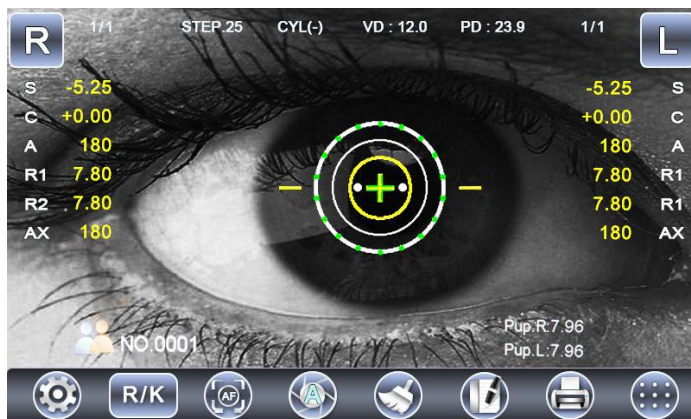 R 1/1 STEP.25 CYL(-) VD : 12.0 PD : 23.9 1/1 L
S -5.25 -5.25 S
C +0.00 +0.00 C
A 180 180 A
R1 7.80 7.80 R1
R2 7.80 7.80 R1
AX 180 180 AX
Pup.R:7.96
NO.0001 Pup.L:7.96
R/K AF A